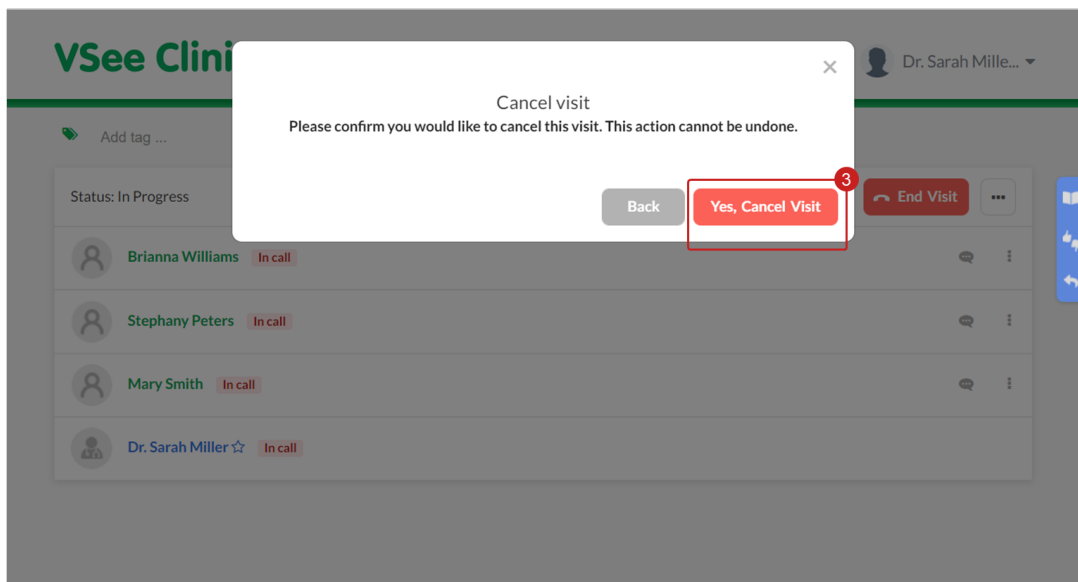 VSee Clini
Dr. Sarah Mille...
Cancel visit
Please confirm you would like to cancel this visit. This action cannot be undone.
Add tag ...
3
Status: In Progress
Back
Yes, Cancel Visit
End Visit
Brianna Williams In call
Stephany Peters In call
Mary Smith In call
Dr. Sarah Miller In call